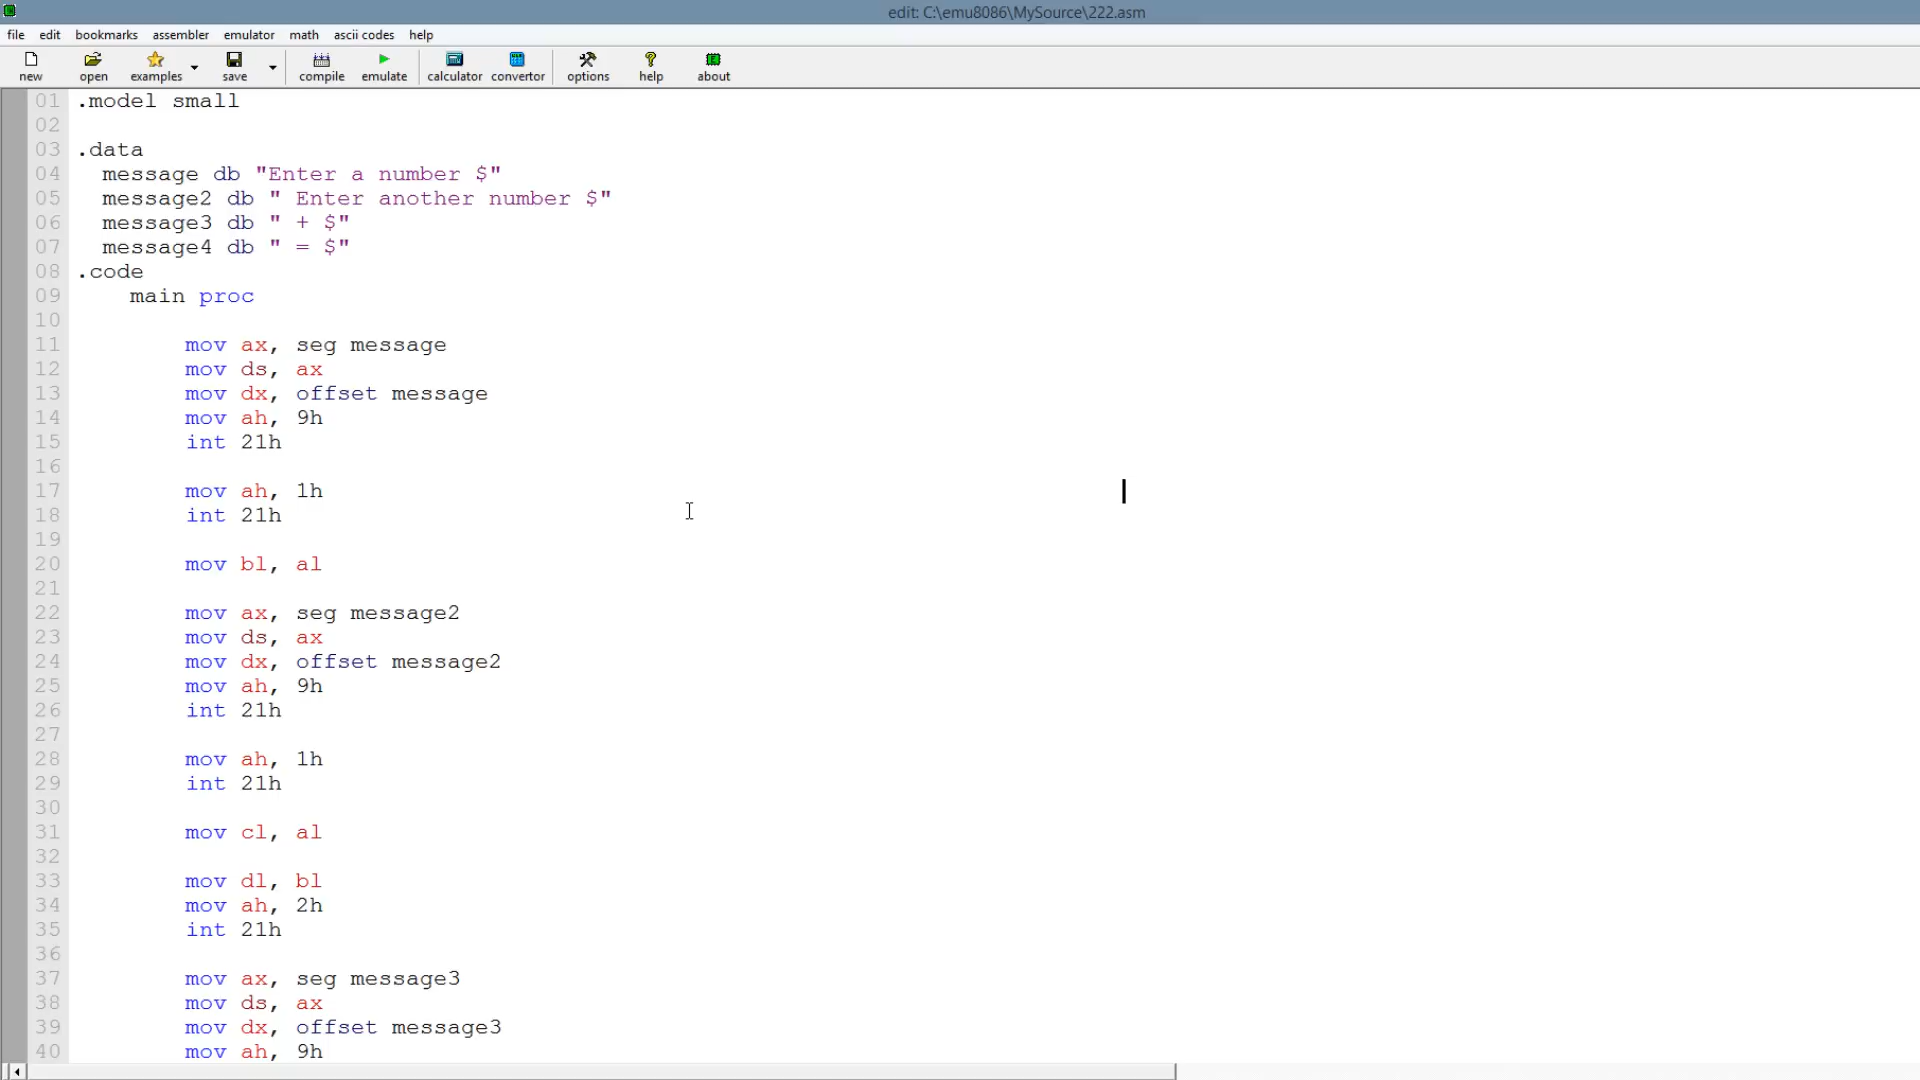 edit: C:\emu8086\MySource\222.asm
file edit bookmarks assembler emulator math ascii codes help
new open examples save compile emulate calculator convertor options help about
01 .model small
02
03 .data
04 message db "Enter a number $"
05 message2 db " Enter another number $"
06 message3 db " + $"
07 message4 db " = $"
08 .code
09 main proc
10
11 mov ax, seg message
12 mov ds, ax
13 mov dx, offset message
14 mov ah, 9h
15 int 21h
16
17 mov ah, 1h
18 int 21h
19
20 mov bl, al
21
22 mov ax, seg message2
23 mov ds, ax
24 mov dx, offset message2
25 mov ah, 9h
26 int 21h
27
28 mov ah, 1h
29 int 21h
30
31 mov cl, al
32
33 mov dl, bl
34 mov ah, 2h
35 int 21h
36
37 mov ax, seg message3
38 mov ds, ax
39 mov dx, offset message3
40 mov ah, 9h